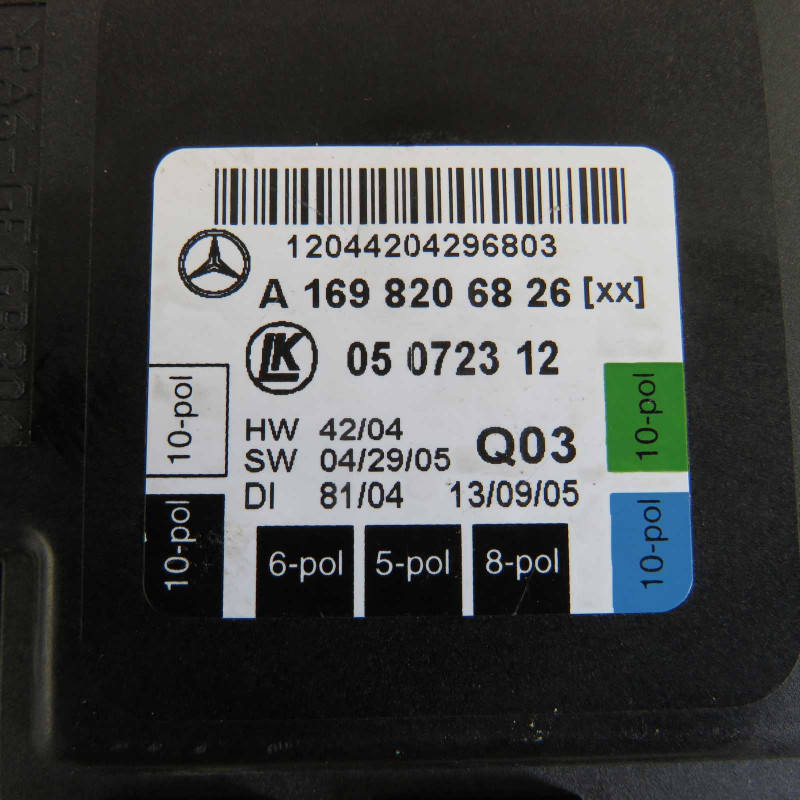 12044204296803
A 169 820 68 26 [xx]
LK
05 0723 12
HW 42/04
SW 04/29/05
Q03
DI 81/04 13/09/05
10-pol
10-pol
6-pol
5-pol
8-pol
10-pol
10-pol